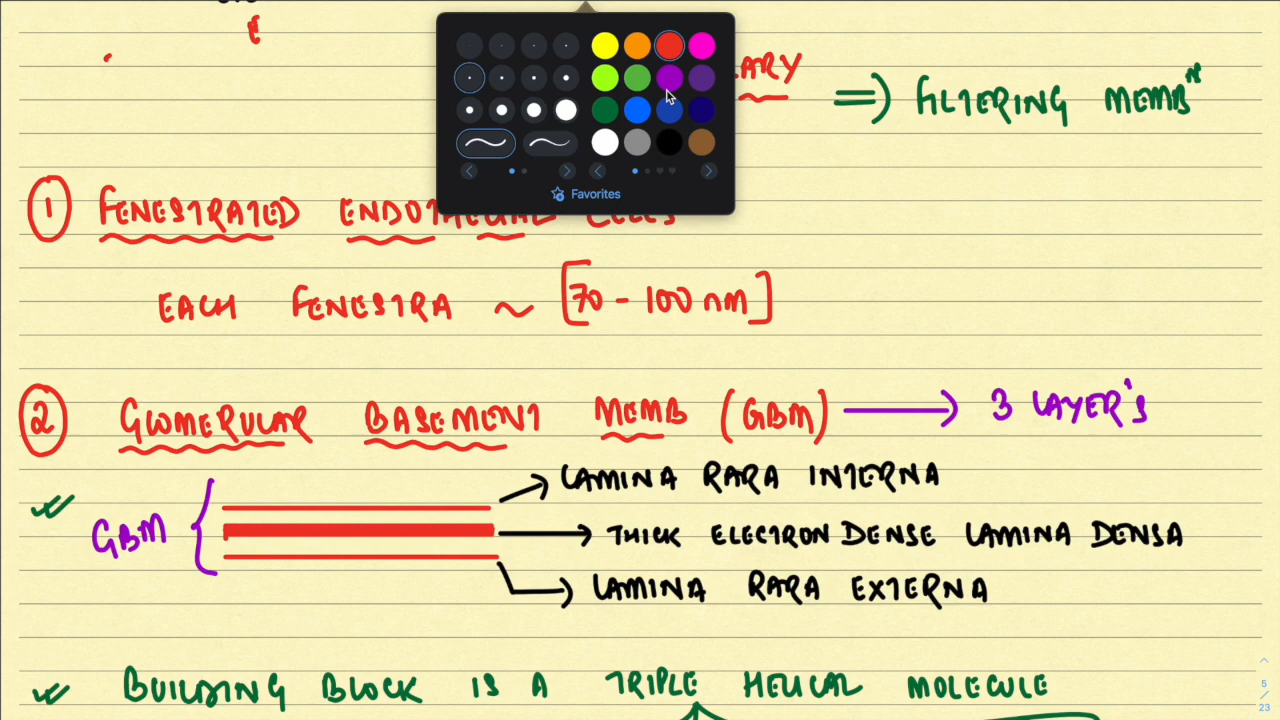 ARY => FILTERING MEMBⁿ
Favorites
1 FENESTRATED ENDOTHELIAL CELLS
EACH FENESTRA ~ [70 - 100 nm]
2 GLOMERULAR BASEMENT MEMB (GBM) → 3 LAYER'S
→ LAMINA RARA INTERNA
✓ GBM { → THICK ELECTRON DENSE LAMINA DENSA
→ LAMINA RARA EXTERNA
✓ BUILDING BLOCK IS A TRIPLE HELICAL MOLECULE
5
/
23